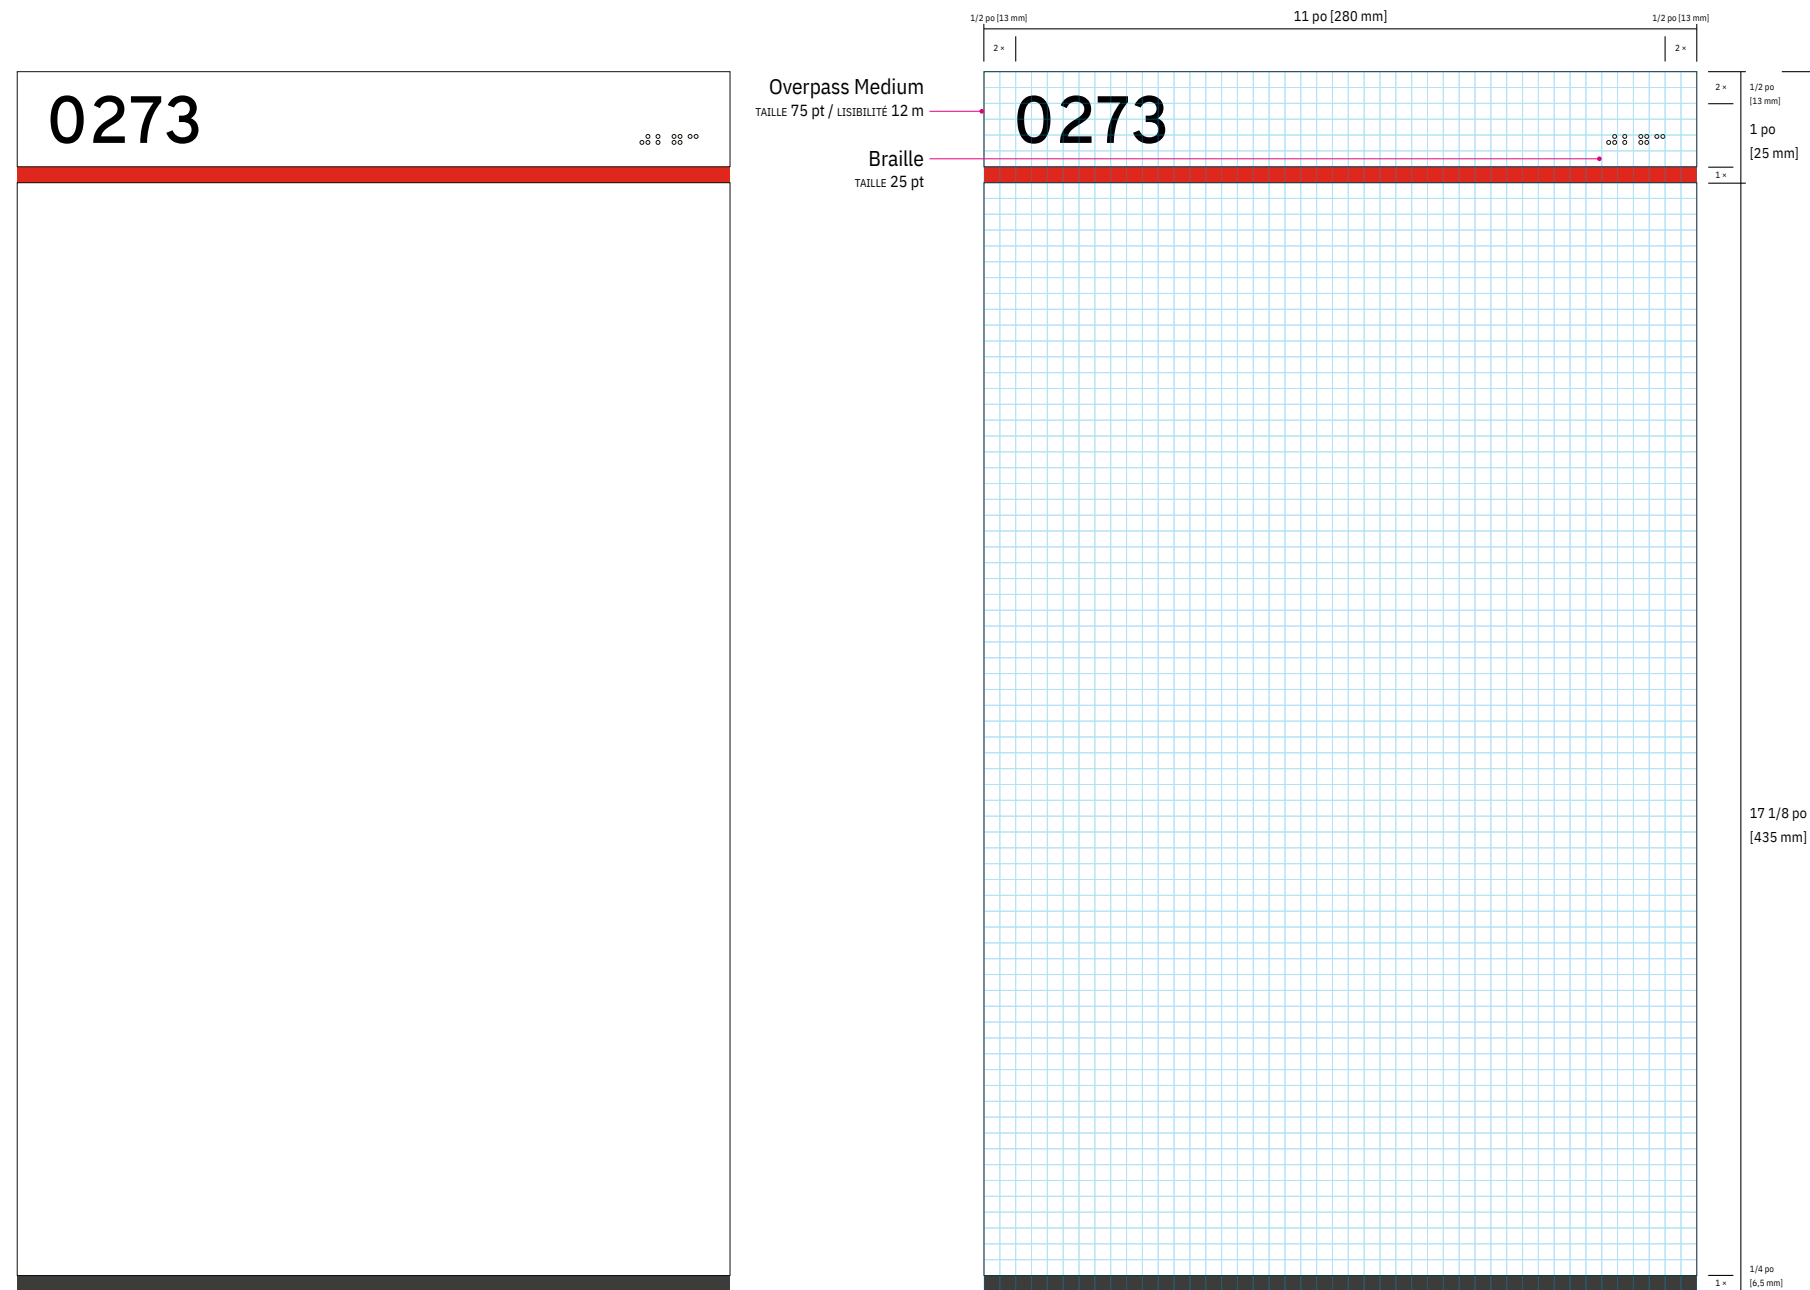 1/2 po [13 mm]
11 po [280 mm]
1/2 po [13 mm]
2 ×
2 ×
0273
Overpass Medium
TAILLE 75 pt / LISIBILITÉ 12 m
Braille
TAILLE 25 pt
0273
2 ×
1/2 po
[13 mm]
1 po
[25 mm]
1 ×
17 1/8 po
[435 mm]
1/4 po
[6,5 mm]
1 ×